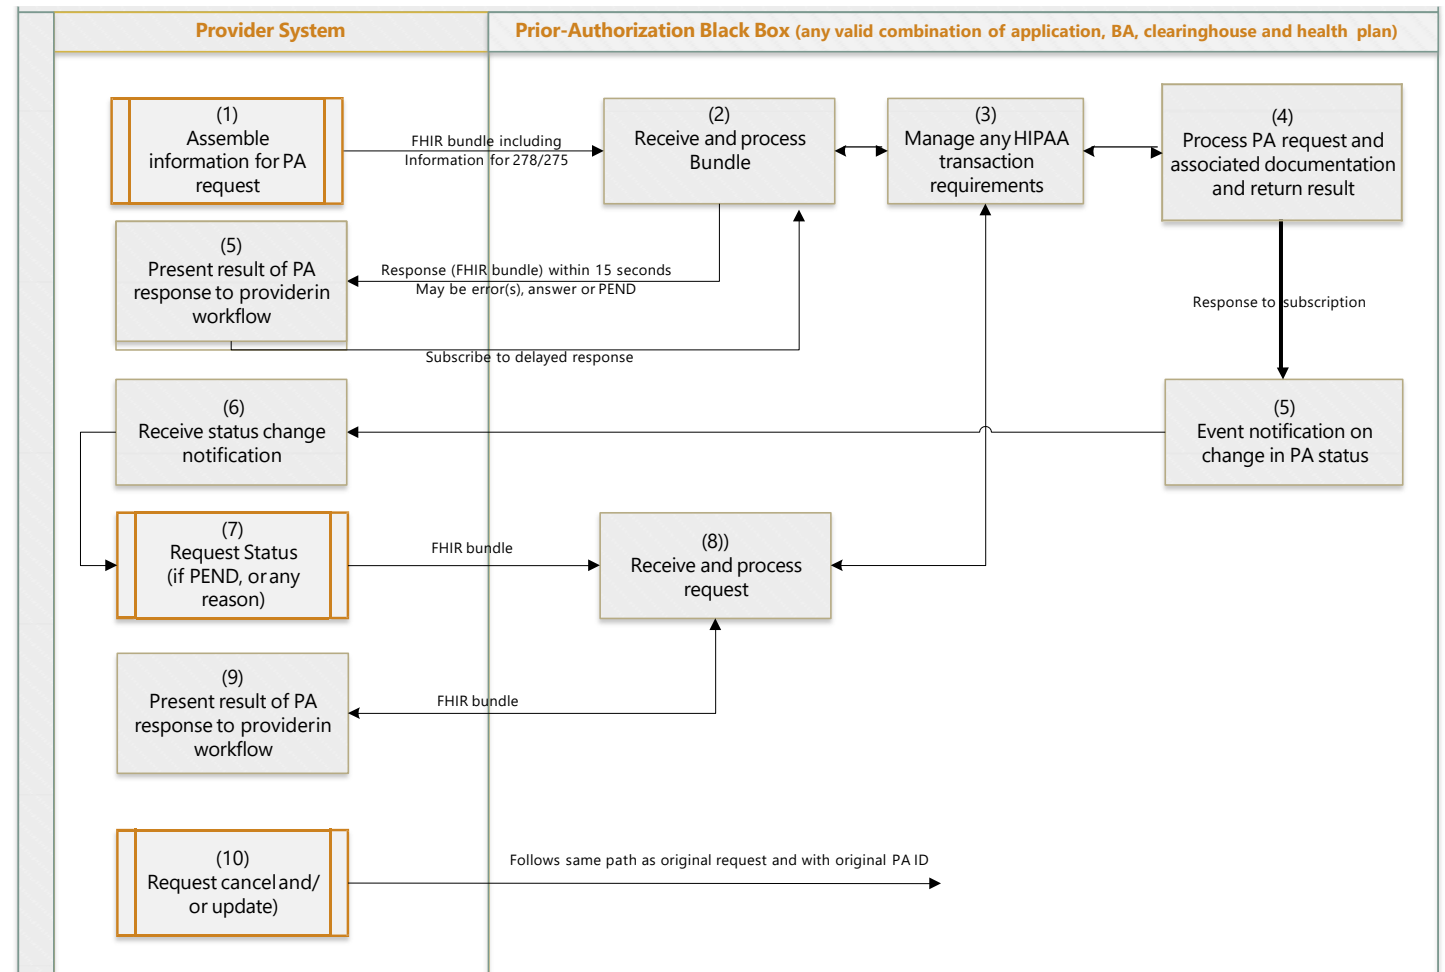 Provider System
Prior-Authorization Black Box (any valid combination of application, BA, clearinghouse and health plan)
(1)
Assemble
information for PA
request
FHIR bundle including
Information for 278/275
(2)
Receive and process
Bundle
(3)
Manage any HIPAA
transaction
requirements
(4)
Process PA request and
associated documentation
and return result
(5)
Present result of PA
response to providerin
workflow
Response (FHIR bundle) within 15 seconds
May be error(s), answer or PEND
Subscribe to delayed response
Response to subscription
(6)
Receive status change
notification
(5)
Event notification on
change in PA status
(7)
Request Status
(if PEND, or any
reason)
FHIR bundle
(8))
Receive and process
request
(9)
Present result of PA
response to providerin
workflow
FHIR bundle
(10)
Request cancel and/
or update)
Follows same path as original request and with original PA ID